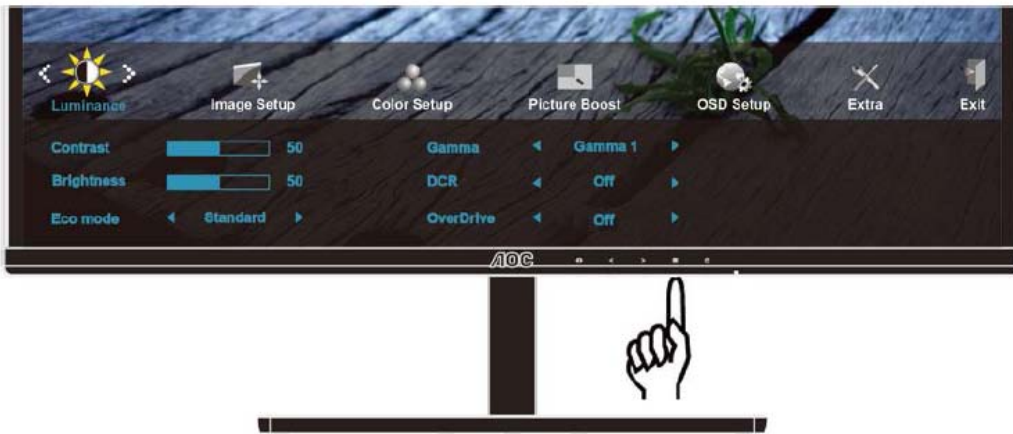 Luminance Image Setup Color Setup Picture Boost OSD Setup Extra Exit
Contrast 50 Gamma Gamma 1
Brightness 50 DCR Off
Eco mode Standard OverDrive Off
AOC